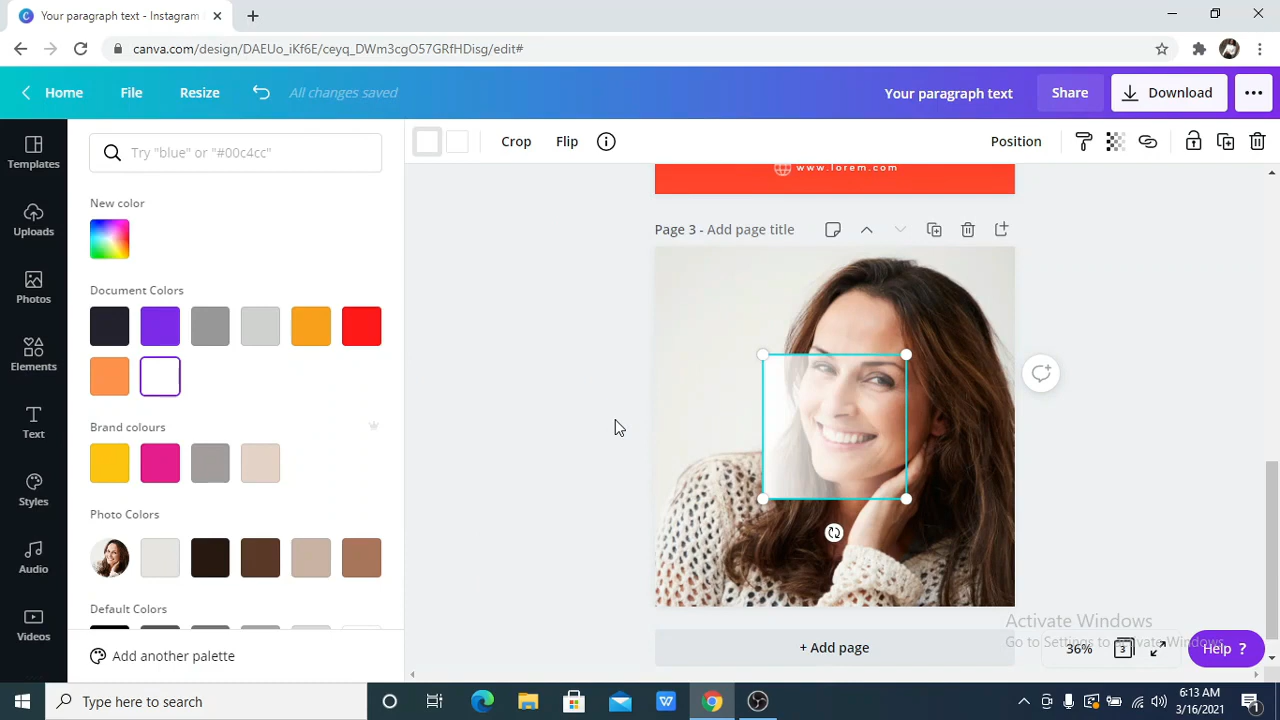 Your paragraph text - Instagram
canva.com/design/DAEUo_iKf6E/ceyq_DWm3cgO57GRfHDisg/edit#
Home
File
Resize
All changes saved
Your paragraph text
Share
Download
Templates
Uploads
Photos
Elements
Text
Styles
Audio
Videos
Try "blue" or "#00c4cc"
New color
Document Colors
Brand colours
Photo Colors
Default Colors
Add another palette
Crop
Flip
Position
www.lorem.com
Page 3 - Add page title
+ Add page
Activate Windows
Go to Settings to activate Windows.
36%
3
Help ?
Type here to search
6:13 AM
3/16/2021
1